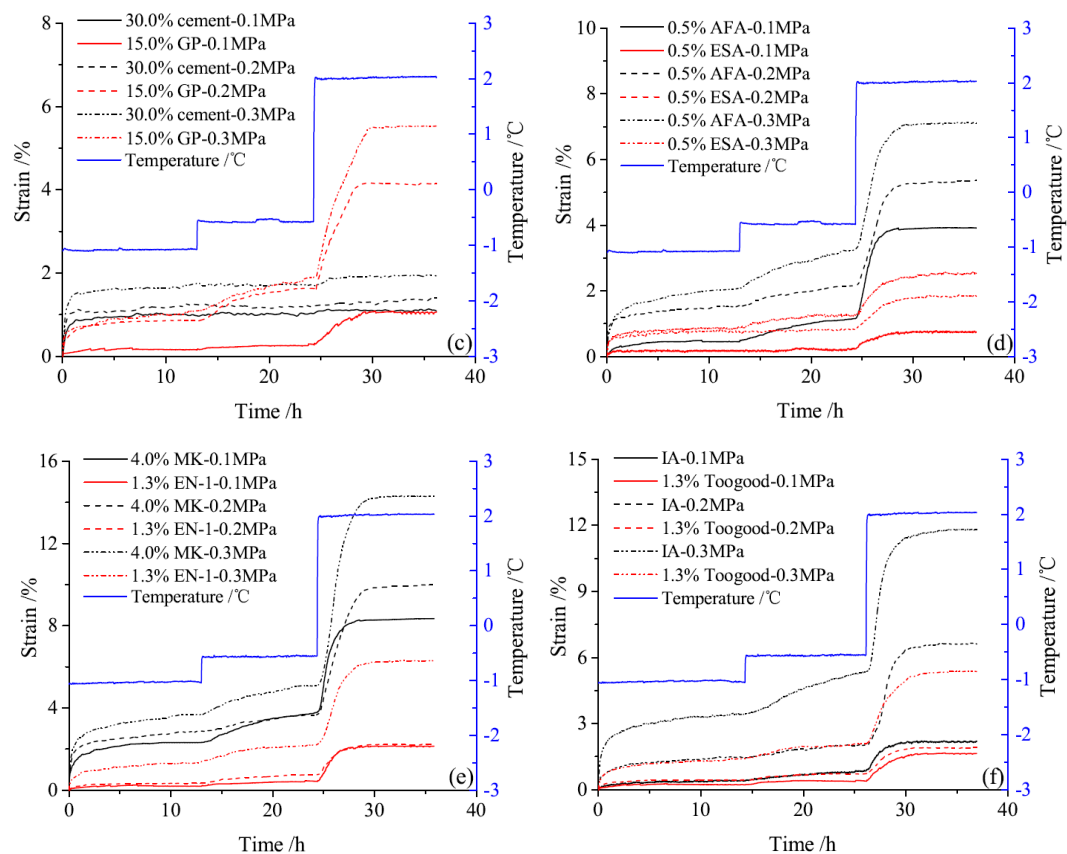 30.0% cement-0.1MPa
15.0% GP-0.1MPa
30.0% cement-0.2MPa
15.0% GP-0.2MPa
30.0% cement-0.3MPa
15.0% GP-0.3MPa
Temperature /℃
Strain /%
8
6
4
2
0
Temperature /℃
3
2
1
0
-1
-2
-3
(c)
0
10
20
30
40
Time /h
0.5% AFA-0.1MPa
0.5% ESA-0.1MPa
0.5% AFA-0.2MPa
0.5% ESA-0.2MPa
0.5% AFA-0.3MPa
0.5% ESA-0.3MPa
Temperature /℃
Strain /%
10
8
6
4
2
0
Temperature /℃
3
2
1
0
-1
-2
-3
(d)
0
10
20
30
40
Time /h
4.0% MK-0.1MPa
1.3% EN-1-0.1MPa
4.0% MK-0.2MPa
1.3% EN-1-0.2MPa
4.0% MK-0.3MPa
1.3% EN-1-0.3MPa
Temperature /℃
Strain /%
16
12
8
4
0
Temperature /℃
3
2
1
0
-1
-2
-3
(e)
0
10
20
30
40
Time /h
IA-0.1MPa
1.3% Toogood-0.1MPa
IA-0.2MPa
1.3% Toogood-0.2MPa
IA-0.3MPa
1.3% Toogood-0.3MPa
Temperature /℃
Strain /%
15
12
9
6
3
0
Temperature /℃
3
2
1
0
-1
-2
-3
(f)
0
10
20
30
40
Time /h